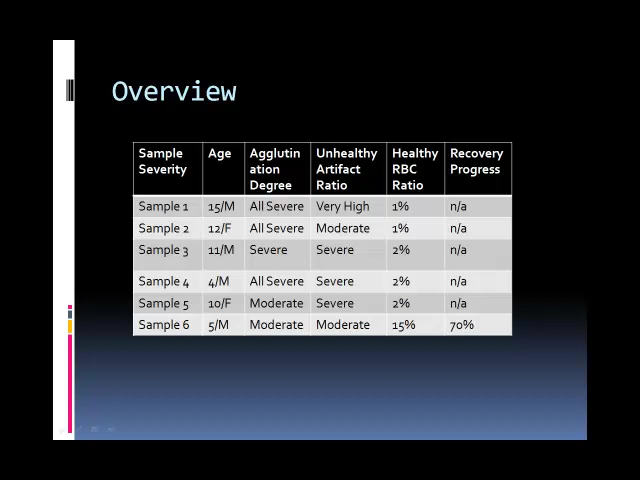 Overview
Sample Severity Age Agglutin ation Degree Unhealthy Artifact Ratio Healthy RBC Ratio Recovery Progress
Sample 1 15/M All Severe Very High 1% n/a
Sample 2 12/F All Severe Moderate 1% n/a
Sample 3 11/M Severe Severe 2% n/a
Sample 4 4/M All Severe Severe 2% n/a
Sample 5 10/F Moderate Severe 2% n/a
Sample 6 5/M Moderate Moderate 15% 70%